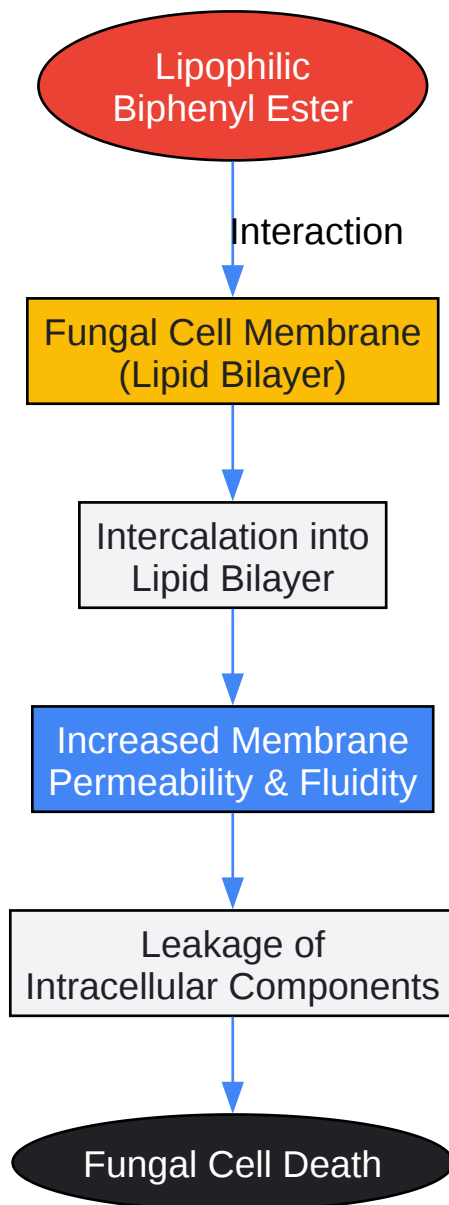 Lipophilic
Biphenyl Ester
Interaction
Fungal Cell Membrane
(Lipid Bilayer)
Intercalation into
Lipid Bilayer
Increased Membrane
Permeability & Fluidity
Leakage of
Intracellular Components
Fungal Cell Death